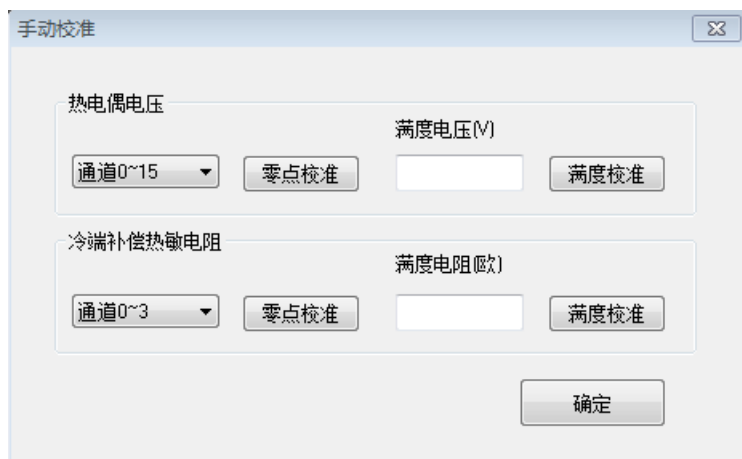 手动校准
热电偶电压
满度电压(V)
通道0~15 零点校准 满度校准
冷端补偿热敏电阻
满度电阻(欧)
通道0~3 零点校准 满度校准
确定